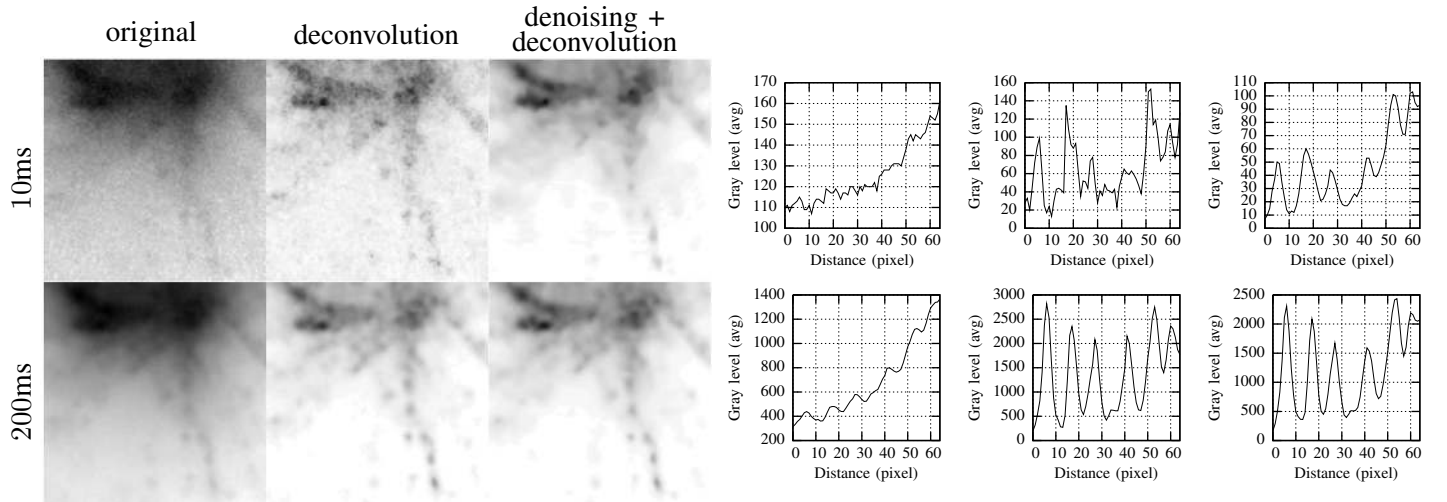 original
deconvolution
denoising +
deconvolution
10ms
200ms
Gray level (avg)
170
160
150
140
130
120
110
100
0 10 20 30 40 50 60
Distance (pixel)
Gray level (avg)
160
140
120
100
80
60
40
20
0
0 10 20 30 40 50 60
Distance (pixel)
Gray level (avg)
110
100
90
80
70
60
50
40
30
20
10
0
0 10 20 30 40 50 60
Distance (pixel)
Gray level (avg)
1400
1200
1000
800
600
400
200
0 10 20 30 40 50 60
Distance (pixel)
Gray level (avg)
3000
2500
2000
1500
1000
500
0
0 10 20 30 40 50 60
Distance (pixel)
Gray level (avg)
2500
2000
1500
1000
500
0
0 10 20 30 40 50 60
Distance (pixel)